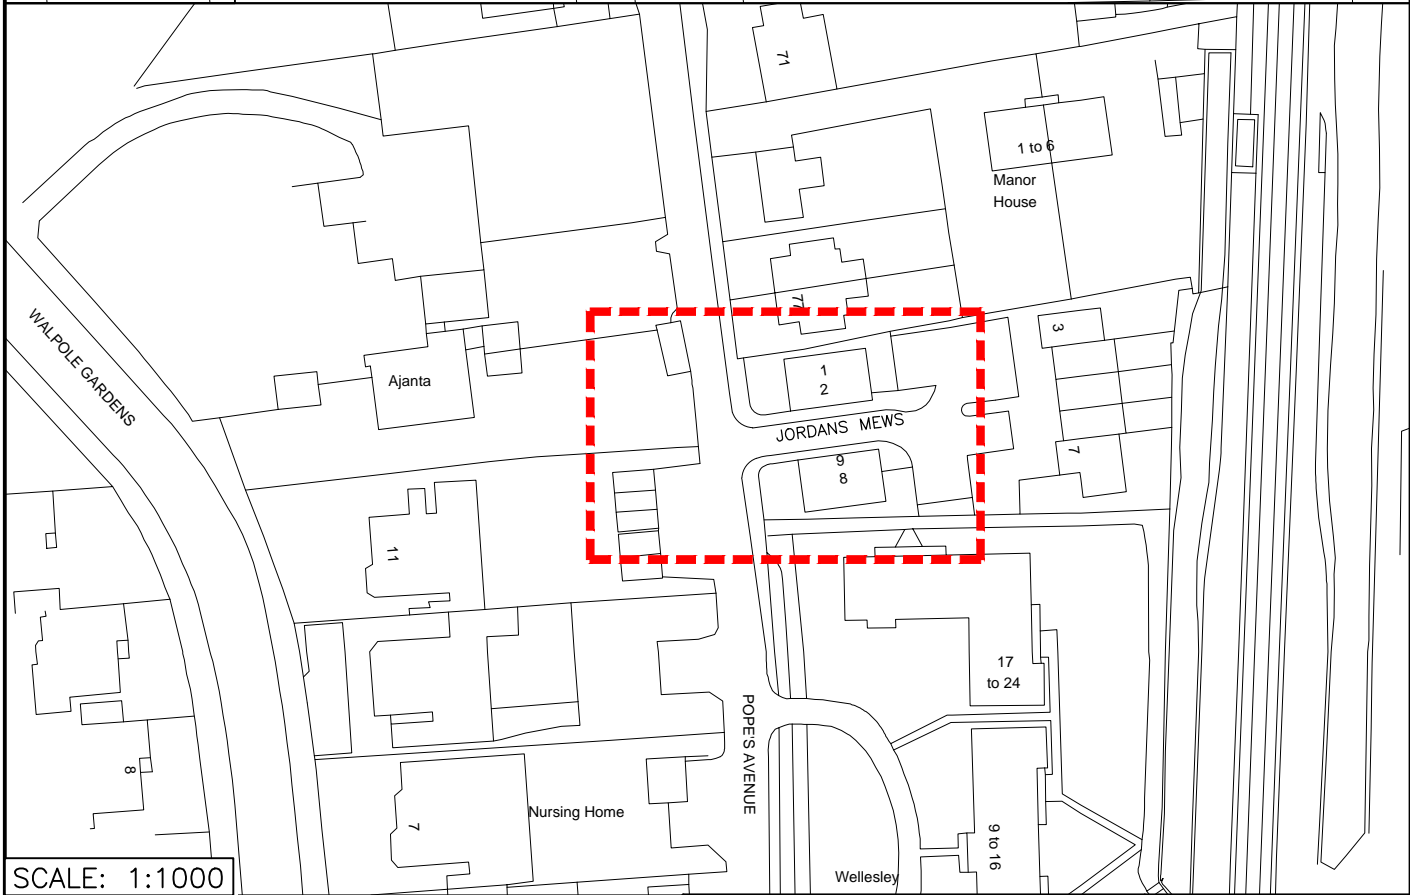 71
1 to 6
Manor
House
77
3
WALPOLE GARDENS
Ajanta
1
2
JORDANS MEWS
9
8
7
11
17
to 24
POPE'S AVENUE
8
7
Nursing Home
9 to 16
Wellesley
SCALE: 1:1000